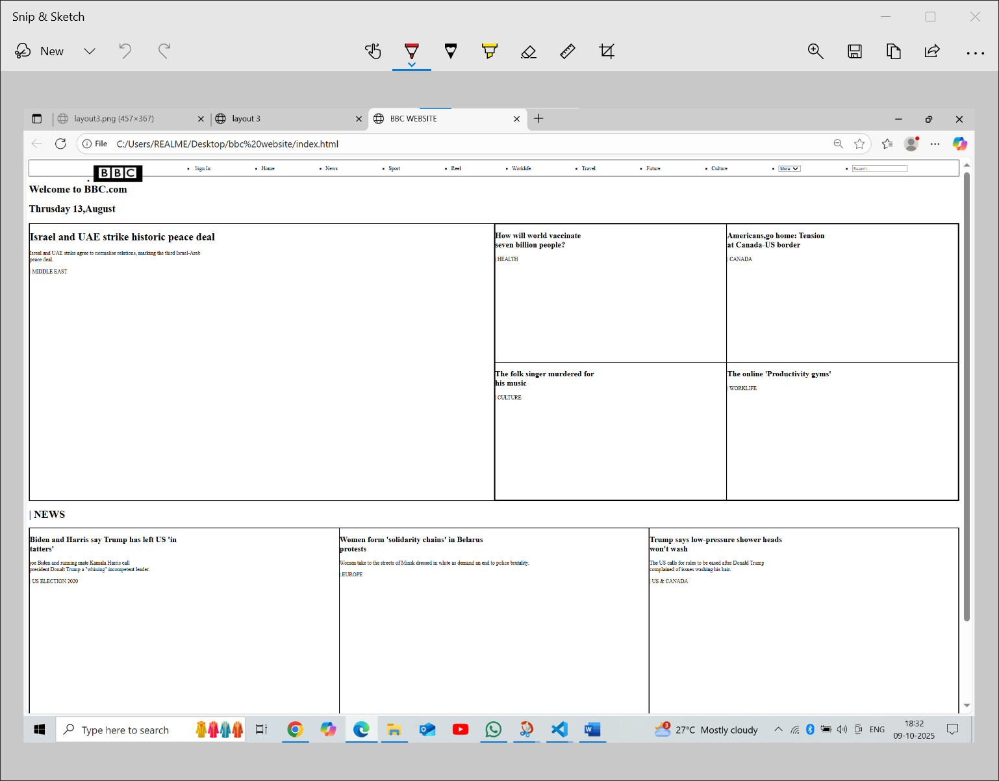 Snip & Sketch
New
layout3.png (457×367)
layout 3
BBC WEBSITE
File C:/Users/REALME/Desktop/bbc%20website/index.html
BBC
Sign In
Home
News
Sport
Reel
Worklife
Travel
Future
Culture
More
Search..
Welcome to BBC.com
Thrusday 13,August
Israel and UAE strike historic peace deal
Isreal and UAE strike agree to normalise relations, marking the third Israel-Arab
peace deal.
| MIDDLE EAST
How will world vaccinate
seven billion people?
| HEALTH
Americans,go home: Tension
at Canada-US border
| CANADA
The folk singer murdered for
his music
| CULTURE
The online 'Productivity gyms'
| WORKLIFE
| NEWS
Biden and Harris say Trump has left US 'in
tatters'
joe Biden and running mate Kamala Harris call
president Donalt Trump a "whining" incompetent leader.
| US ELECTION 2020
Women form 'solidarity chains' in Belarus
protests
Women take to the streets of Minsk dressed in white as demand an end to police brutality.
| EUROPE
Trump says low-pressure shower heads
won't wash
The US calls for rules to be eased after Donald Trump
complained of issues washing his hair.
| US & CANADA
Type here to search
3
27°C Mostly cloudy
ENG
18:32
09-10-2025